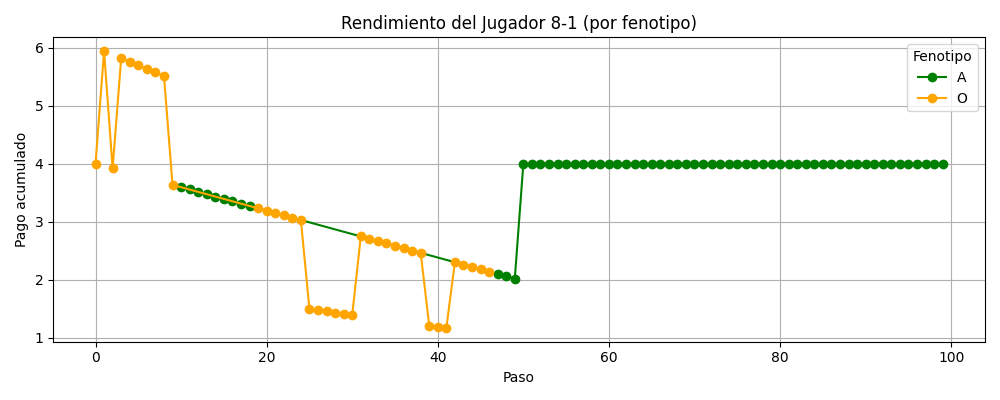 Rendimiento del Jugador 8-1 (por fenotipo)
Pago acumulado
6
5
4
3
2
1
0
20
40
60
80
100
Paso
Fenotipo
A
O